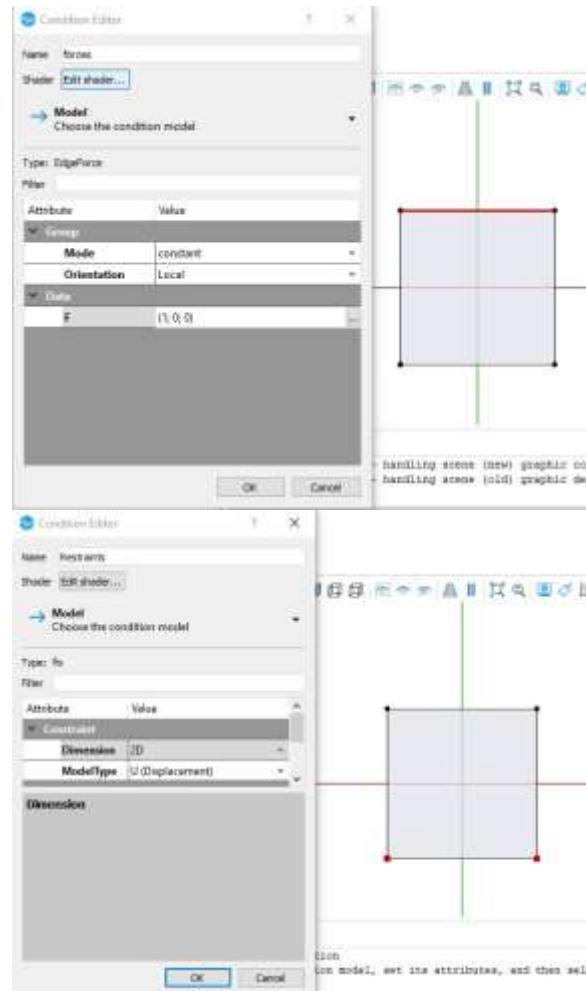 Condition Editor
Name forces
Shader Edit shader...
Model
Choose the condition model
Type: EdgeForce
Filter
Attribute Value
Group
Mode constant
Orientation Local
Data
F (1; 0; 0)
...
OK Cancel
handling scene (new) graphic co
handling scene (old) graphic de
Condition Editor
Name Restraints
Shader Edit shader...
Model
Choose the condition model
Type: fix
Filter
Attribute Value
Constraint
Dimension 2D
ModelType U (Displacement)
Dimension
OK Cancel
tion
ion model, set its attributes, and then sel